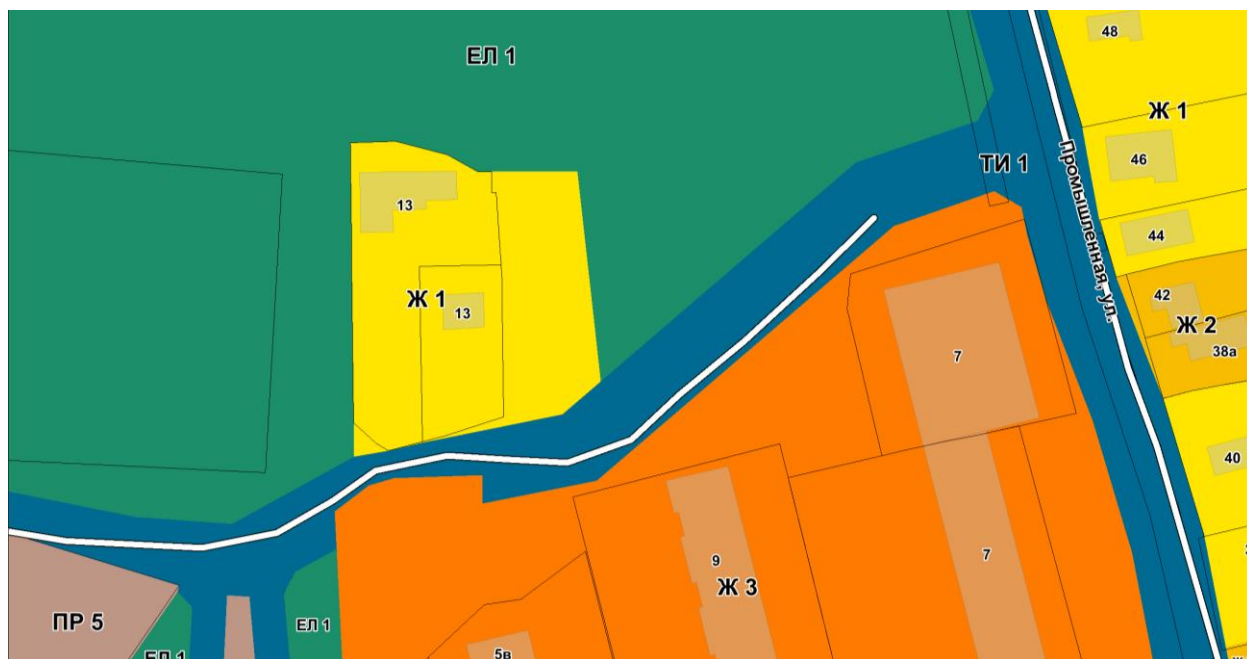 48
ЕЛ 1
Ж 1
46
ТИ 1
13
44
Промышленная, ул.
42
Ж 1
13
Ж 2
38а
7
40
9
7
Ж 3
ПР 5
ЕЛ 1
5в
ЕЛ 1